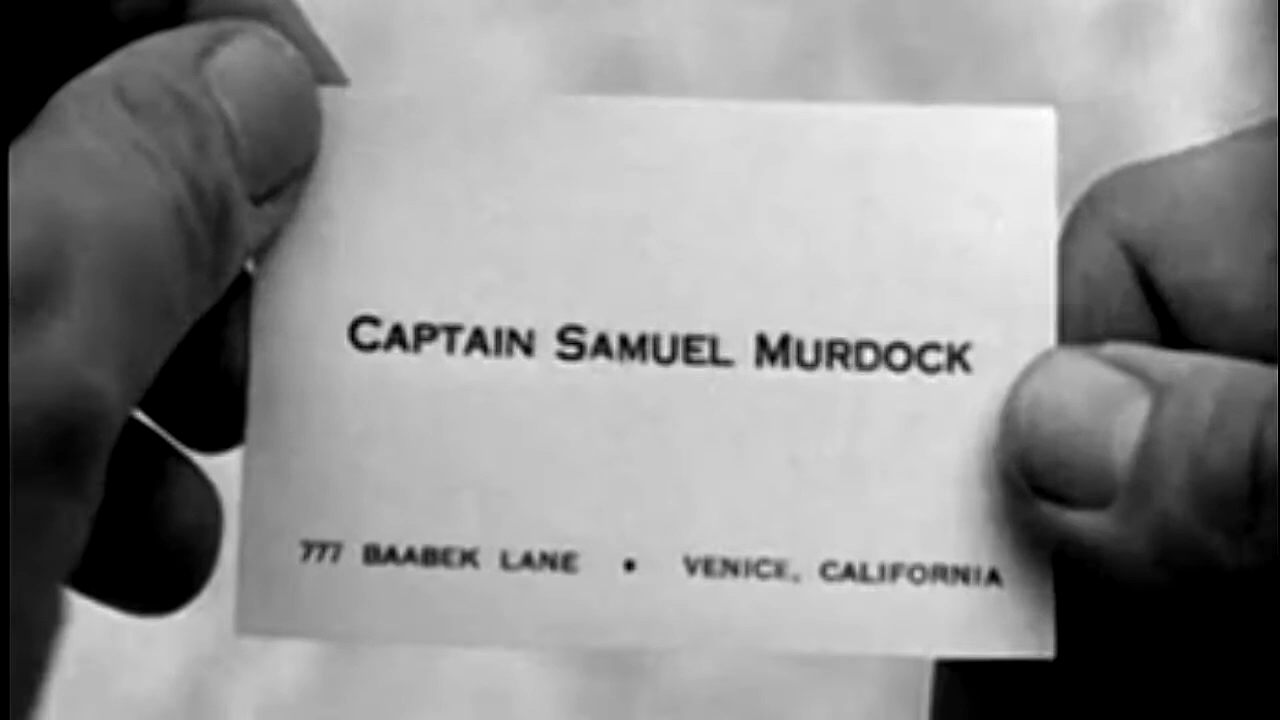 CAPTAIN SAMUEL MURDOCK
777 BAABEK LANE • VENICE, CALIFORNIA